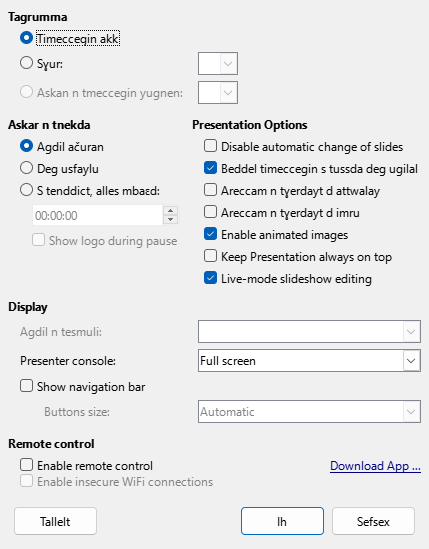 Tagrumma
Timeccegin akk
Sɣur:
Askan n tmeccegin yugnen:
Askar n tnekda
Presentation Options
Agdil ačuran
Disable automatic change of slides
Deg usfaylu
Beddel timeccegin s tussda deg ugilal
S tenddict, alles mbaɛd:
Areccam n tɣerdayt d attwalay
00:00:00
Areccam n tɣerdayt d imru
Show logo during pause
Enable animated images
Keep Presentation always on top
Live-mode slideshow editing
Display
Agdil n tesmuli:
Presenter console:
Full screen
Show navigation bar
Buttons size:
Automatic
Remote control
Enable remote control
Download App ...
Enable insecure WiFi connections
Tallelt
Ih
Sefsex